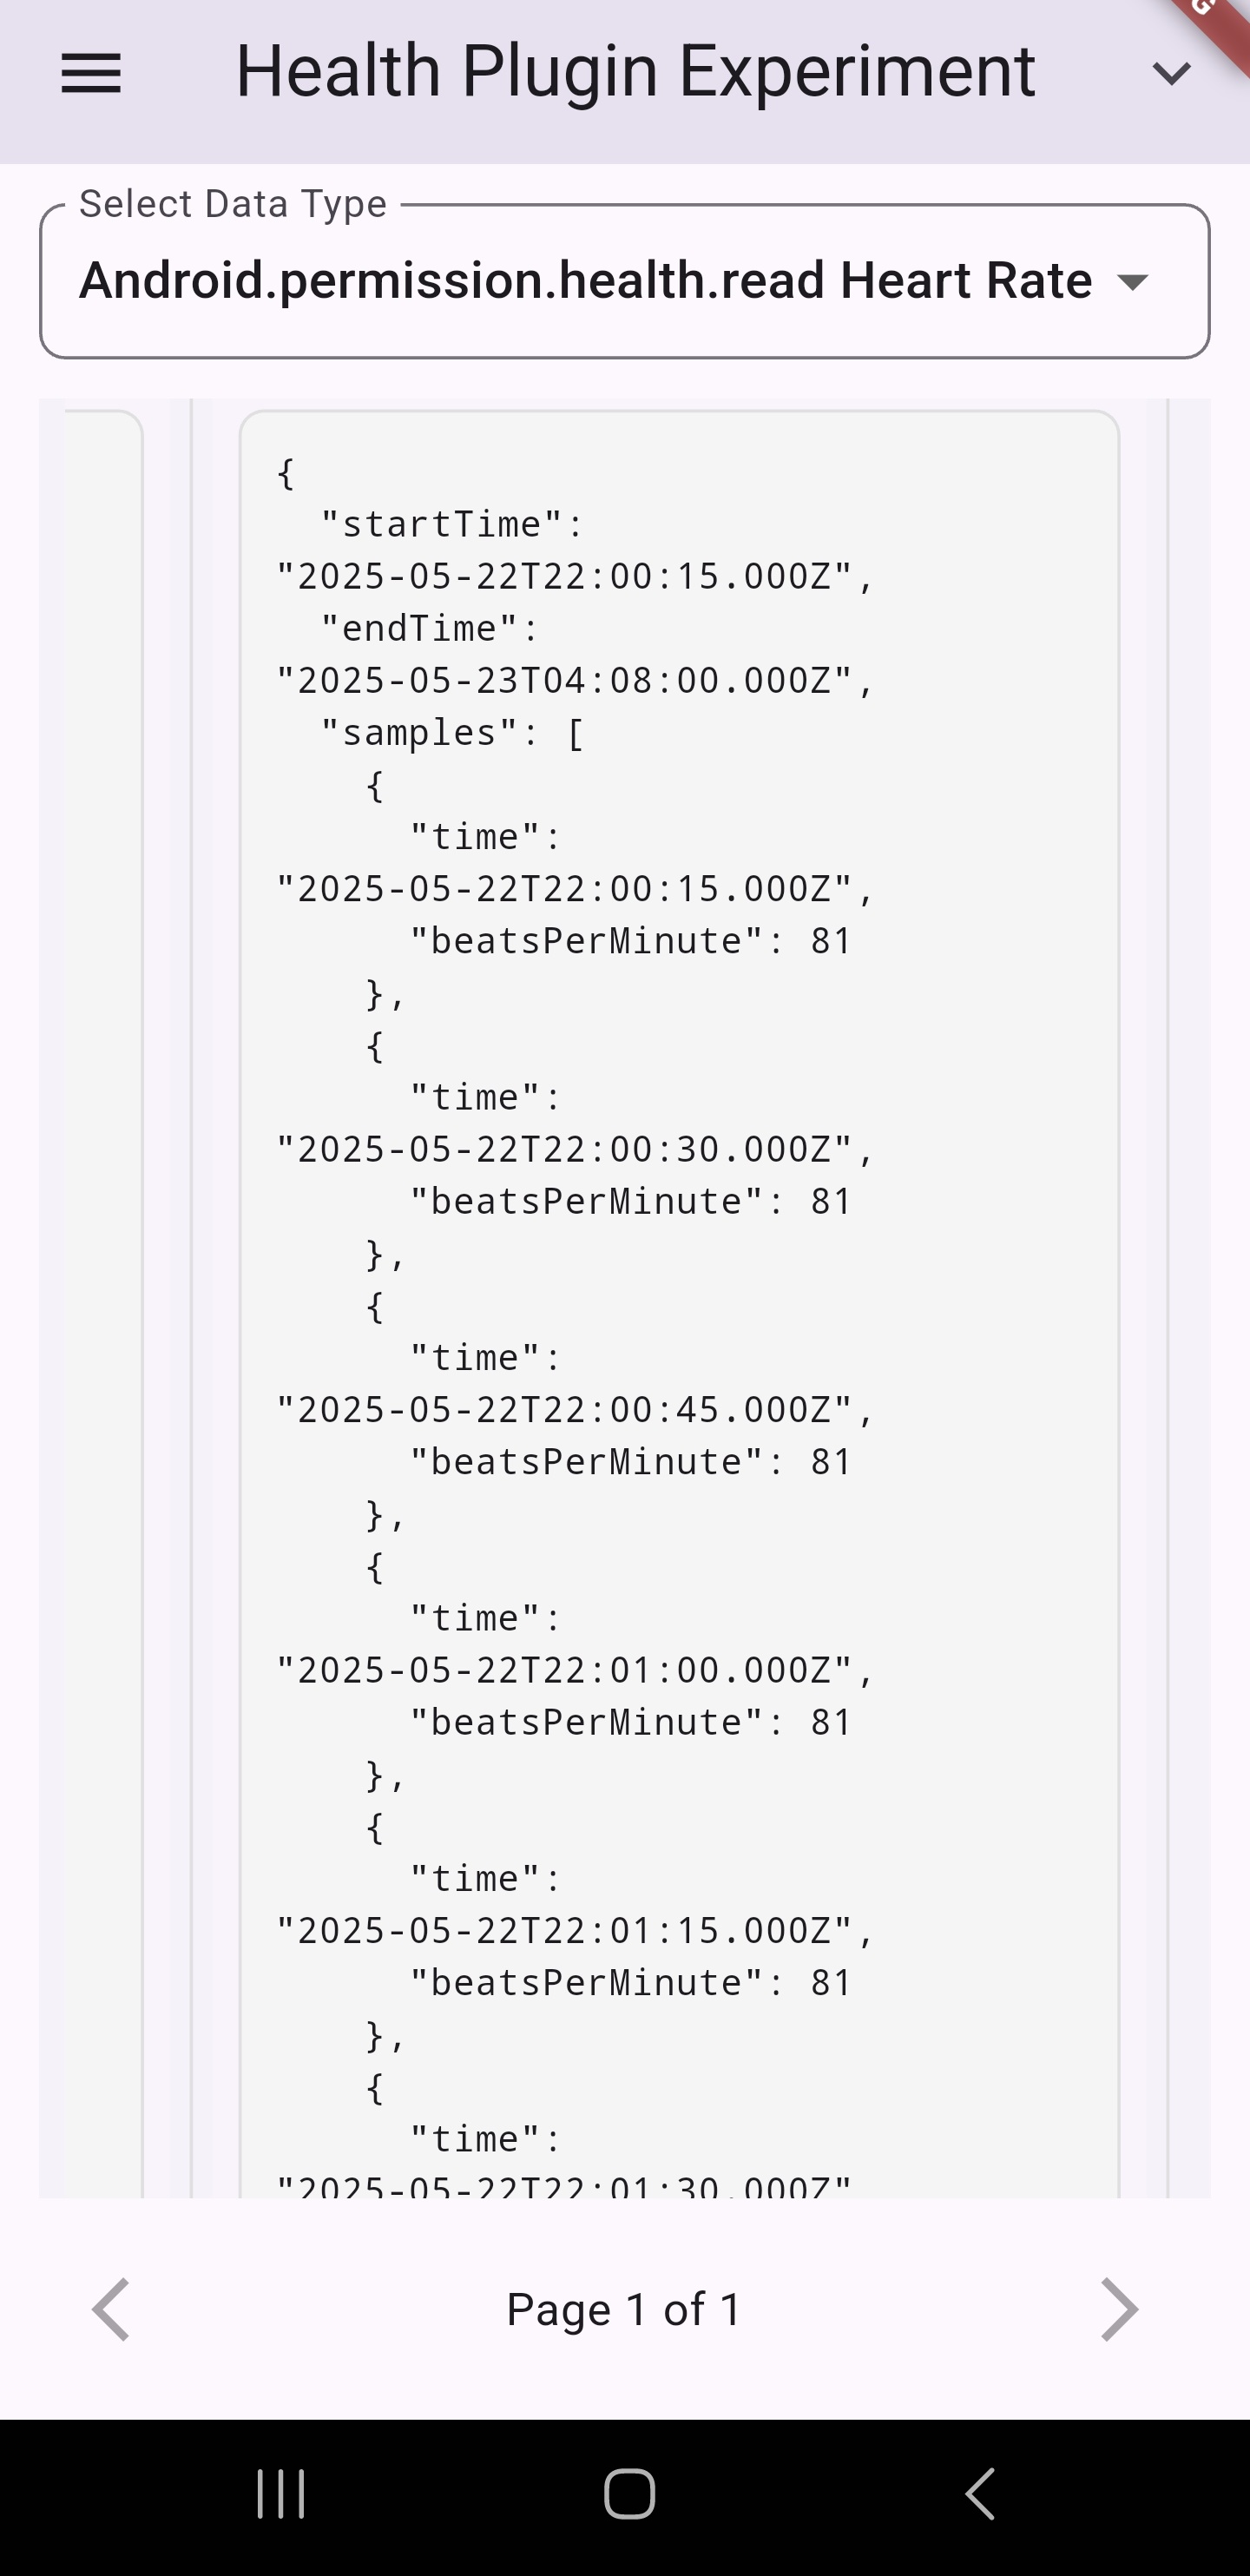 Health Plugin Experiment
G
Select Data Type
Android.permission.health.read Heart Rate
{
  "startTime":
"2025-05-22T22:00:15.000Z",
  "endTime":
"2025-05-23T04:08:00.000Z",
  "samples": [
    {
      "time":
"2025-05-22T22:00:15.000Z",
      "beatsPerMinute": 81
    },
    {
      "time":
"2025-05-22T22:00:30.000Z",
      "beatsPerMinute": 81
    },
    {
      "time":
"2025-05-22T22:00:45.000Z",
      "beatsPerMinute": 81
    },
    {
      "time":
"2025-05-22T22:01:00.000Z",
      "beatsPerMinute": 81
    },
    {
      "time":
"2025-05-22T22:01:15.000Z",
      "beatsPerMinute": 81
    },
    {
      "time":
"2025-05-22T22:01:30.000Z"
Page 1 of 1